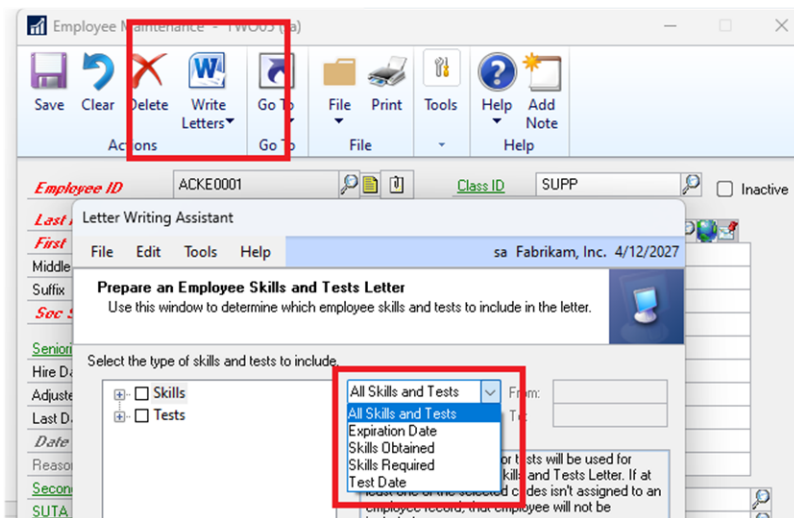 Employee Maintenance - TWO05 (sa)
Save Clear Delete Write Letters Go To File Print Tools Help Add Note
Actions Go To File Help
Employee ID ACKE0001 Class ID SUPP Inactive
Last
First
Middle
Suffix
Soc S
Seniori
Hire Da
Adjuste
Last D
Date
Reaso
Secon
SUTA
Letter Writing Assistant
File Edit Tools Help sa Fabrikam, Inc. 4/12/2027
Prepare an Employee Skills and Tests Letter
Use this window to determine which employee skills and tests to include in the letter.
Select the type of skills and tests to include.
Skills
Tests
All Skills and Tests From:
All Skills and Tests To:
Expiration Date
Skills Obtained
Skills Required
Test Date
or tests will be used for
kills and Tests Letter. If at
least one of the selected codes isn't assigned to an
employee record, that employee will not be